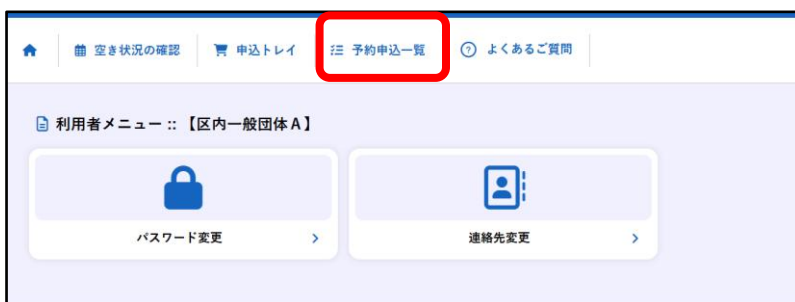 空き状況の確認 申込トレイ 予約申込一覧 よくあるご質問
利用者メニュー :: 【区内一般団体A】
パスワード変更 連絡先変更